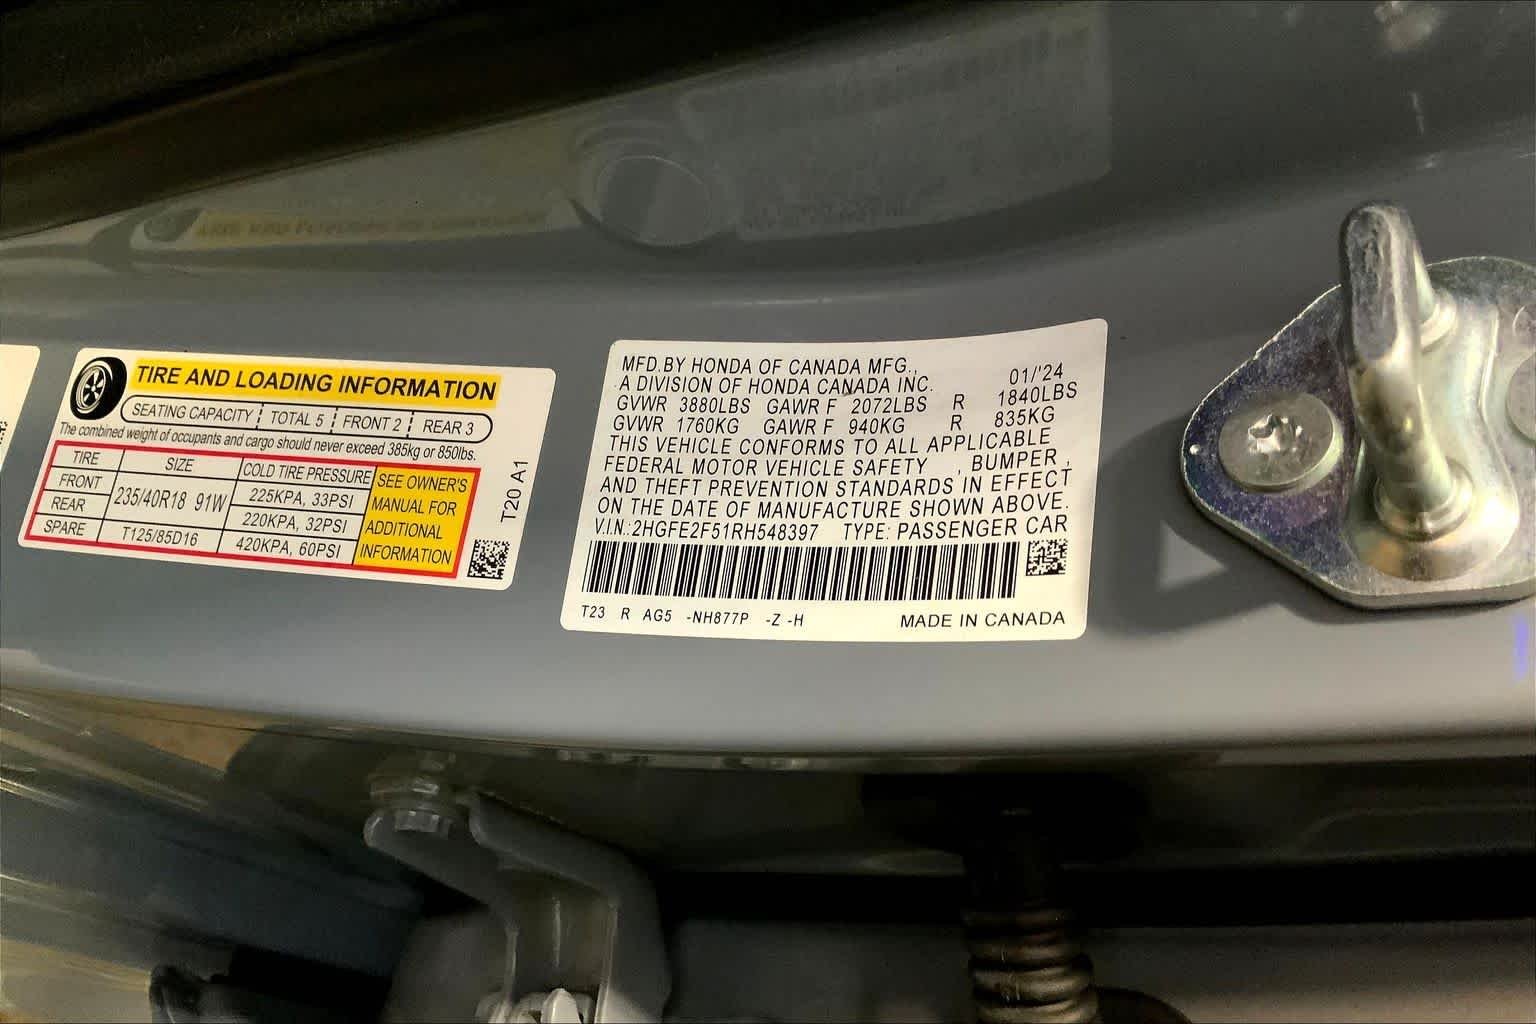 TIRE AND LOADING INFORMATION
SEATING CAPACITY TOTAL 5 FRONT 2 REAR 3
The combined weight of occupants and cargo should never exceed 385kg or 850lbs.
TIRE SIZE COLD TIRE PRESSURE
FRONT 235/40R18 91W 225KPA, 33PSI
REAR 220KPA, 32PSI
SPARE T125/85D16 420KPA, 60PSI
SEE OWNER'S
MANUAL FOR
ADDITIONAL
INFORMATION
T20 A1
MFD.BY HONDA OF CANADA MFG.,
A DIVISION OF HONDA CANADA INC. 01/'24
GVWR 3880LBS GAWR F 2072LBS R 1840LBS
GVWR 1760KG GAWR F 940KG R 835KG
THIS VEHICLE CONFORMS TO ALL APPLICABLE
FEDERAL MOTOR VEHICLE SAFETY , BUMPER,
AND THEFT PREVENTION STANDARDS IN EFFECT
ON THE DATE OF MANUFACTURE SHOWN ABOVE.
V.I.N.:2HGFE2F51RH548397 TYPE: PASSENGER CAR
T23 R AG5 -NH877P -Z -H MADE IN CANADA